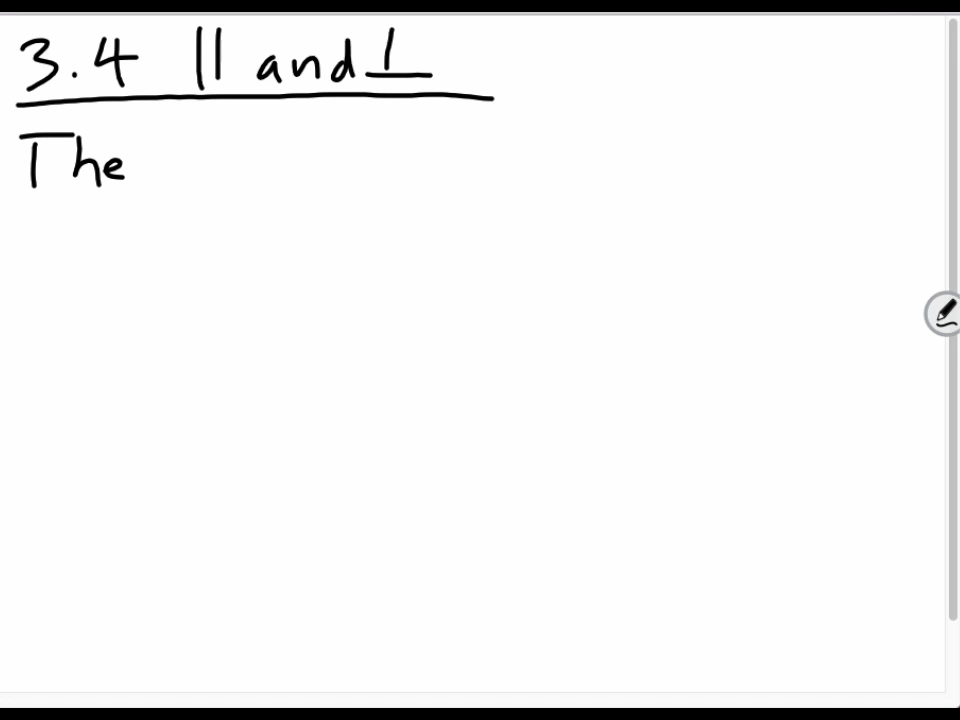 3.4 || and ⊥
The